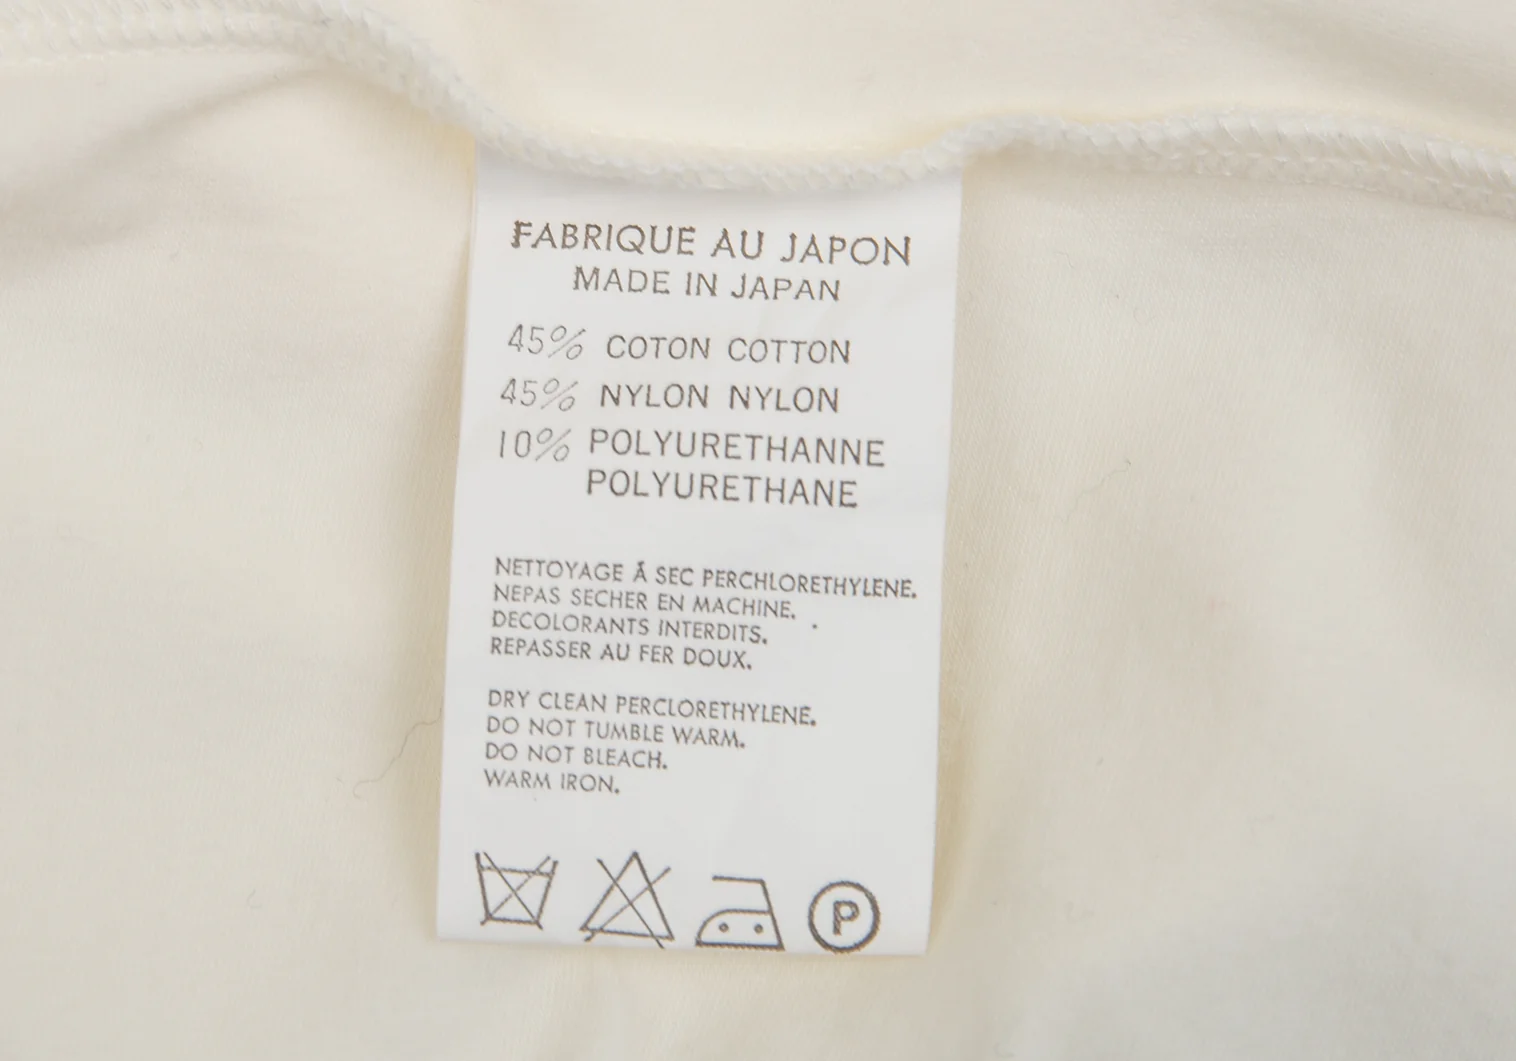 FABRIQUE AU JAPON
MADE IN JAPAN
45% COTON COTTON
45% NYLON NYLON
10% POLYURETHANNE
POLYURETHANE
NETTOYAGE Á SEC PERCHLORETHYLENE.
NEPAS SECHER EN MACHINE.
DECOLORANTS INTERDITS.
REPASSER AU FER DOUX.
DRY CLEAN PERCLORETHYLENE.
DO NOT TUMBLE WARM.
DO NOT BLEACH.
WARM IRON.
P